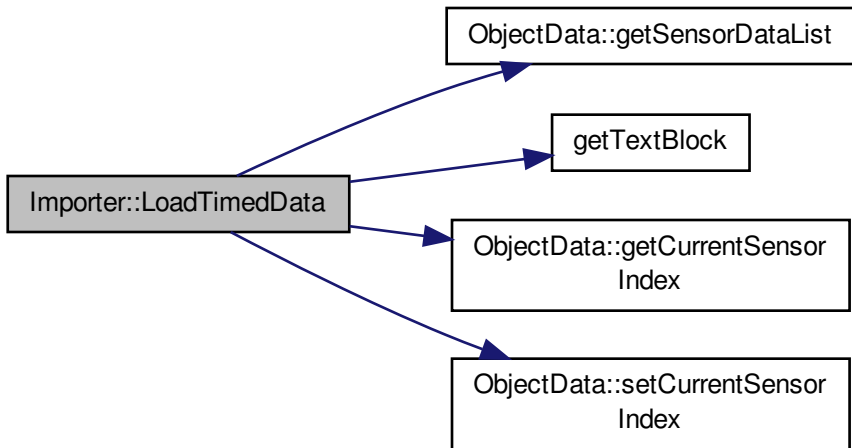 ObjectData::getSensorDataList
getTextBlock
Importer::LoadTimedData
ObjectData::getCurrentSensor
Index
ObjectData::setCurrentSensor
Index